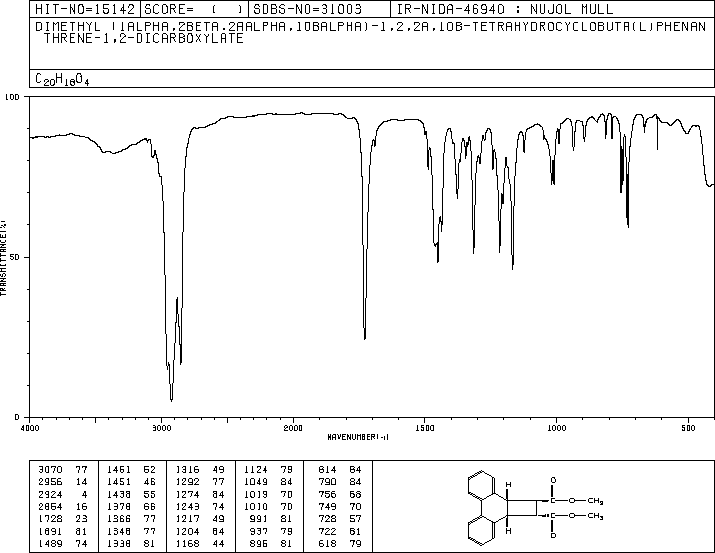 HIT-NO=15142 SCORE= ( ) SDBS-NO=31003 IR-NIDA-46940 : NUJOL MULL
DIMETHYL (1ALPHA,2BETA,2AALPHA,10BALPHA)-1,2,2A,10B-TETRAHYDROCYCLOBUTA(L)PHENAN
THRENE-1,2-DICARBOXYLATE
C20H18O4
100
50
0
TRANSMITTANCE(%)
4000 3000 2000 1500 1000 500
WAVENUMBER(-1)
3070 77 1461 52 1316 49 1124 79 814 84
2956 14 1451 46 1292 77 1049 84 790 84
2924 4 1438 55 1274 84 1019 70 756 68
2854 16 1378 66 1243 74 1010 70 749 70
1728 23 1366 77 1217 49 991 81 728 57
1691 81 1348 77 1204 64 937 79 722 61
1489 74 1338 81 1168 44 896 81 618 79
H
O
C O CH3
C O CH3
H
O